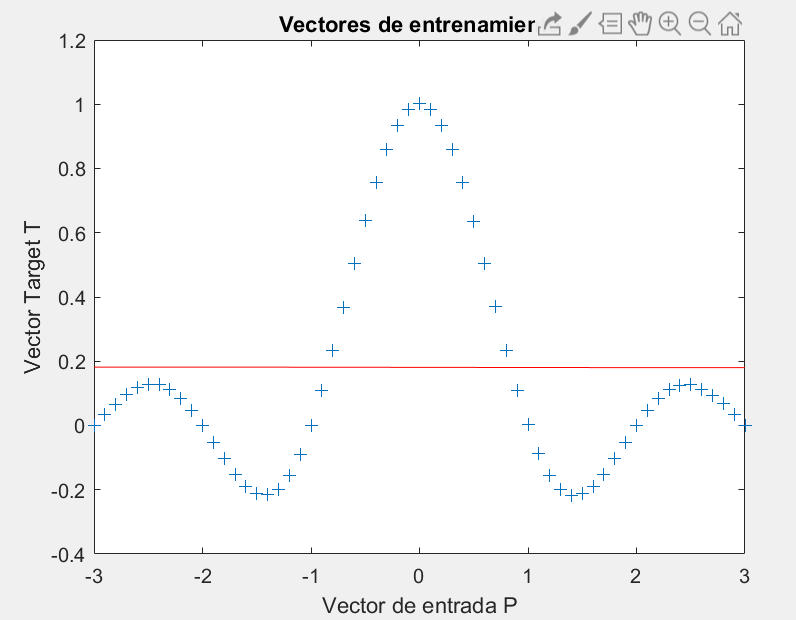 Vectores de entrenamier
1.2
1
0.8
0.6
0.4
0.2
0
-0.2
-0.4
Vector Target T
-3 -2 -1 0 1 2 3
Vector de entrada P